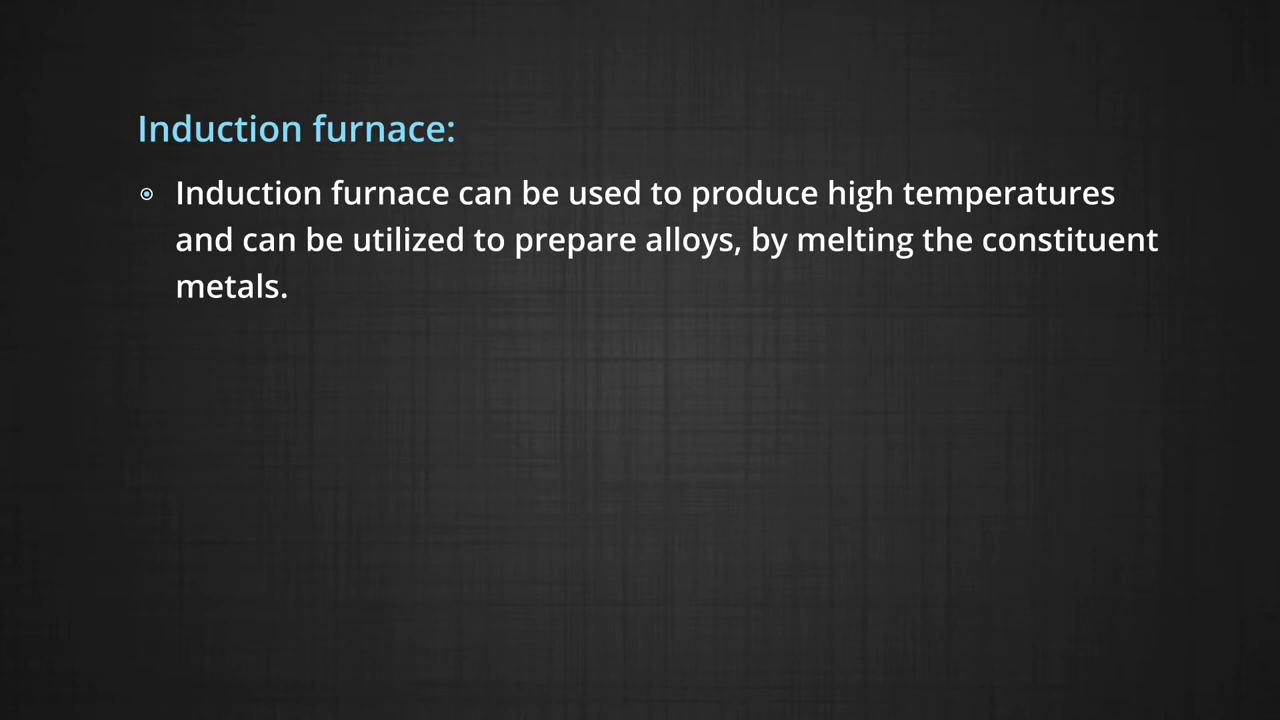 Induction furnace:
Induction furnace can be used to produce high temperatures
and can be utilized to prepare alloys, by melting the constituent
metals.